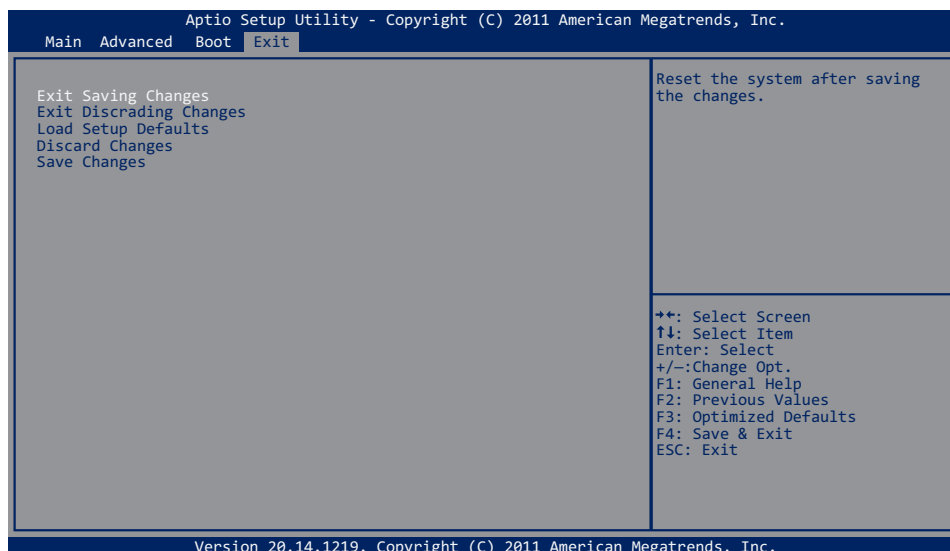 Aptio Setup Utility - Copyright (C) 2011 American Megatrends, Inc.
Main Advanced Boot Exit
Exit Saving Changes
Exit Discrading Changes
Load Setup Defaults
Discard Changes
Save Changes
Reset the system after saving
the changes.
→←: Select Screen
↑↓: Select Item
Enter: Select
+/—:Change Opt.
F1: General Help
F2: Previous Values
F3: Optimized Defaults
F4: Save & Exit
ESC: Exit
Version 20.14.1219. Copyright (C) 2011 American Megatrends, Inc.